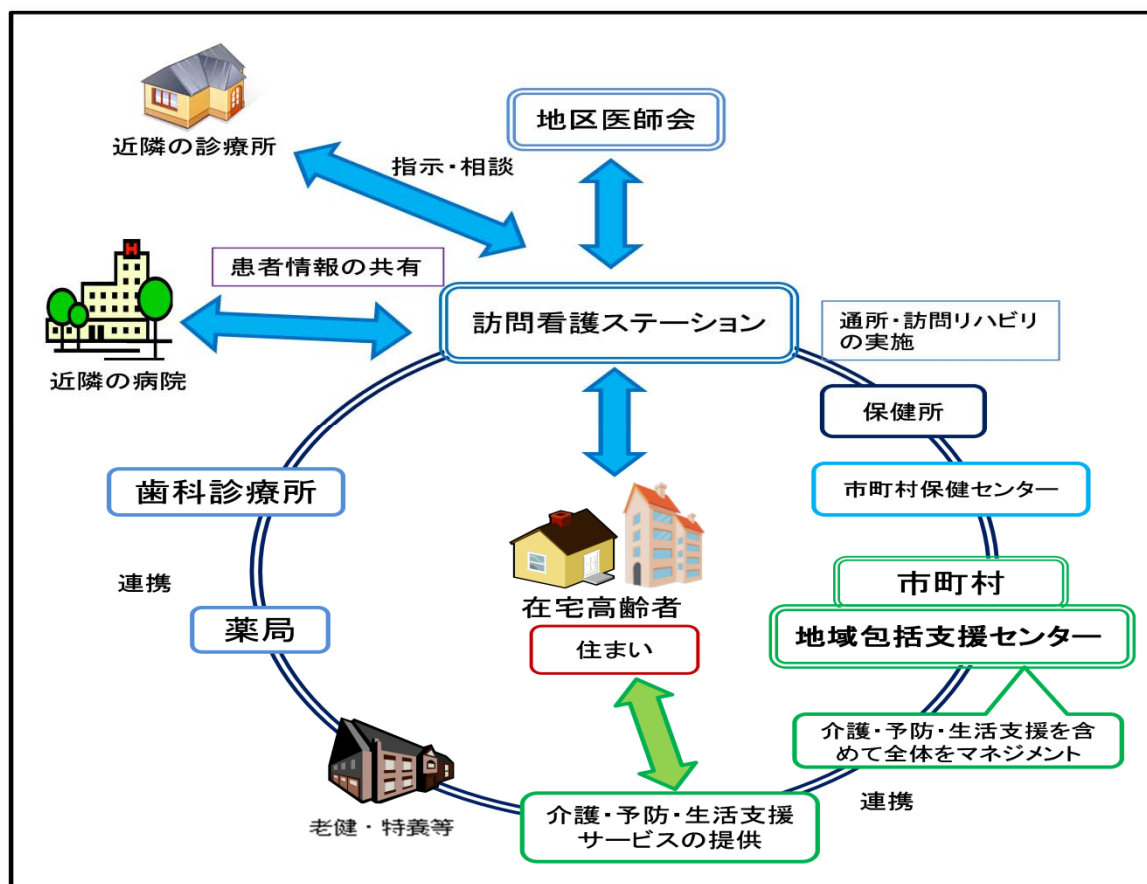 地区医師会
近隣の診療所
指示・相談
患者情報の共有
訪問看護ステーション
通所・訪問リハビリ
の実施
近隣の病院
保健所
歯科診療所
市町村保健センター
連携
市町村
在宅高齢者
薬局
地域包括支援センター
住まい
介護・予防・生活支援を含
めて全体をマネジメント
連携
老健・特養等
介護・予防・生活支援
サービスの提供
H